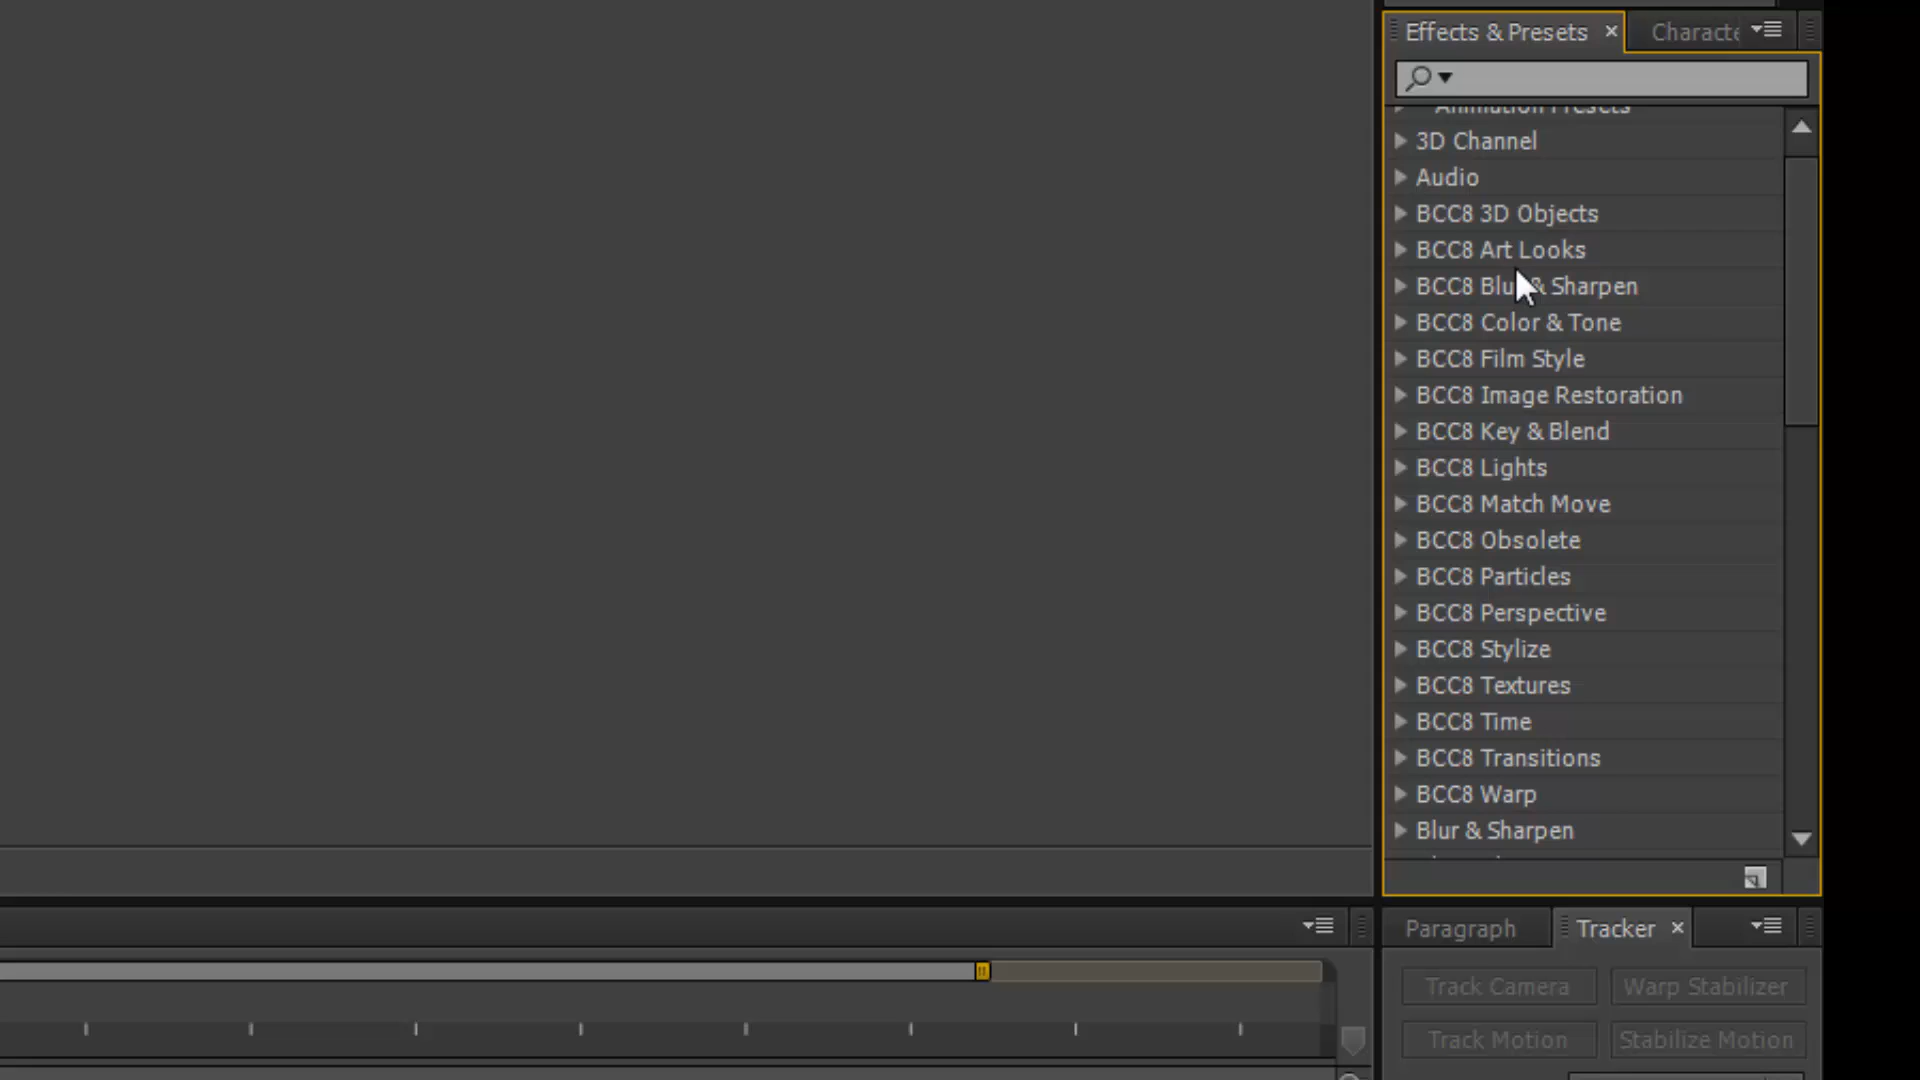 Effects & Presets
Characte
Animation Presets
3D Channel
Audio
BCC8 3D Objects
BCC8 Art Looks
BCC8 Blur & Sharpen
BCC8 Color & Tone
BCC8 Film Style
BCC8 Image Restoration
BCC8 Key & Blend
BCC8 Lights
BCC8 Match Move
BCC8 Obsolete
BCC8 Particles
BCC8 Perspective
BCC8 Stylize
BCC8 Textures
BCC8 Time
BCC8 Transitions
BCC8 Warp
Blur & Sharpen
Paragraph
Tracker
Track Camera
Warp Stabilizer
Track Motion
Stabilize Motion